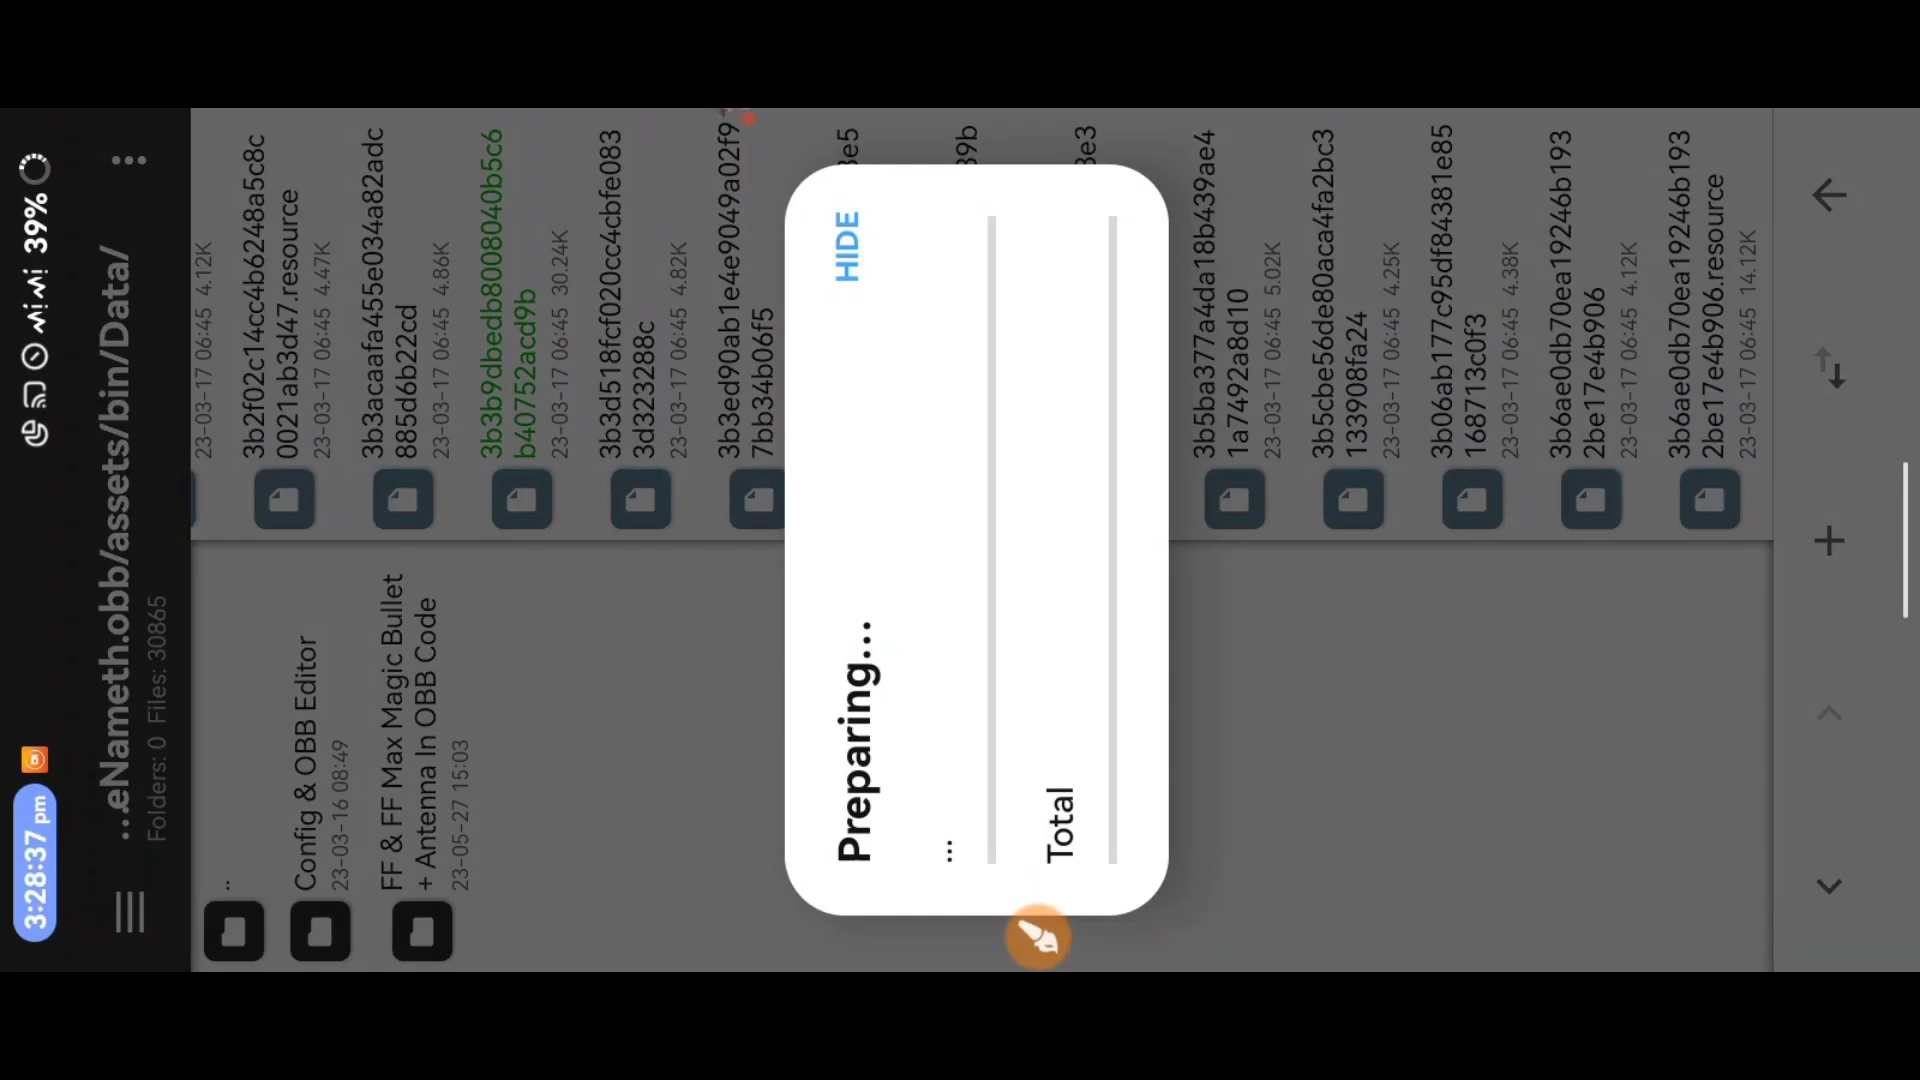 3:28:37 pm
39%
...eNameth.obb/assets/bin/Data/
Folders: 0 Files: 30865
..
Config & OBB Editor
23-03-16 08:49
FF & FF Max Magic Bullet
+ Antenna In OBB Code
23-05-27 15:03
23-03-17 06:45 4.12K
3b2f02c14cc4b6248a5c8c
0021ab3d47.resource
23-03-17 06:45 4.47K
3b3acaafa455e034a82adc
885d6b22cd
23-03-17 06:45 4.86K
3b3b9dbedb8008040b5c6
b40752acd9b
23-03-17 06:45 30.24K
3b3d518fcf020cc4cbfe083
3d323288c
23-03-17 06:45 4.82K
3b3ed90ab1e4e9049a02f9
7bb34b06f5
3e5
39b
3e3
3b5ba377a4da18b439ae4
1a7492a8d10
23-03-17 06:45 5.02K
3b5cbe56de80aca4fa2bc3
133908fa24
23-03-17 06:45 4.25K
3b06ab177c95df84381e85
168713c0f3
23-03-17 06:45 4.38K
3b6ae0db70ea19246b193
2be17e4b906
23-03-17 06:45 4.12K
3b6ae0db70ea19246b193
2be17e4b906.resource
23-03-17 06:45 14.12K
Preparing...
...
Total
HIDE